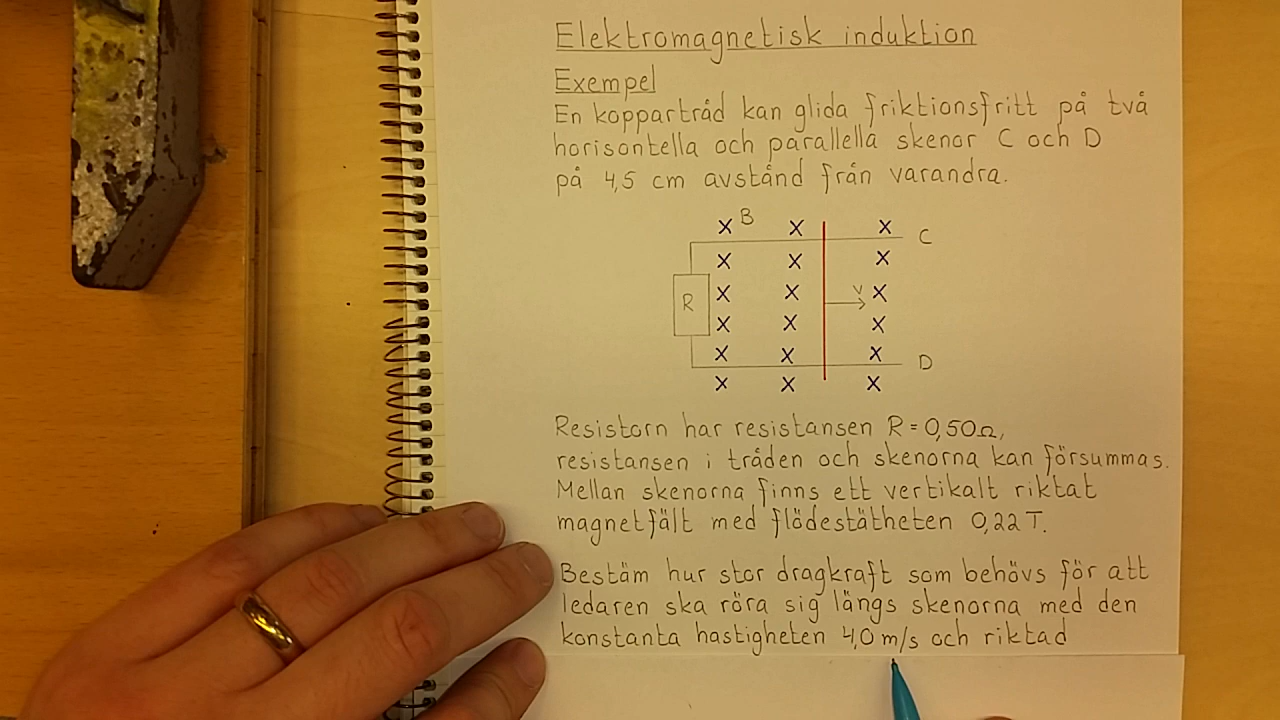 Elektromagnetisk induktion
Exempel
En koppartråd kan glida friktionsfritt på två
horisontella och parallella skenor C och D
på 4,5 cm avstånd från varandra.
x B x x
C
x x x
R x x v x
x x x
x x x
D
x x x
Resistorn har resistansen R = 0,50Ω,
resistansen i tråden och skenorna kan försummas.
Mellan skenorna finns ett vertikalt riktat
magnetfält med flödestätheten 0,22 T.
Bestäm hur stor dragkraft som behövs för att
ledaren ska röra sig längs skenorna med den
konstanta hastigheten 4,0 m/s och riktad